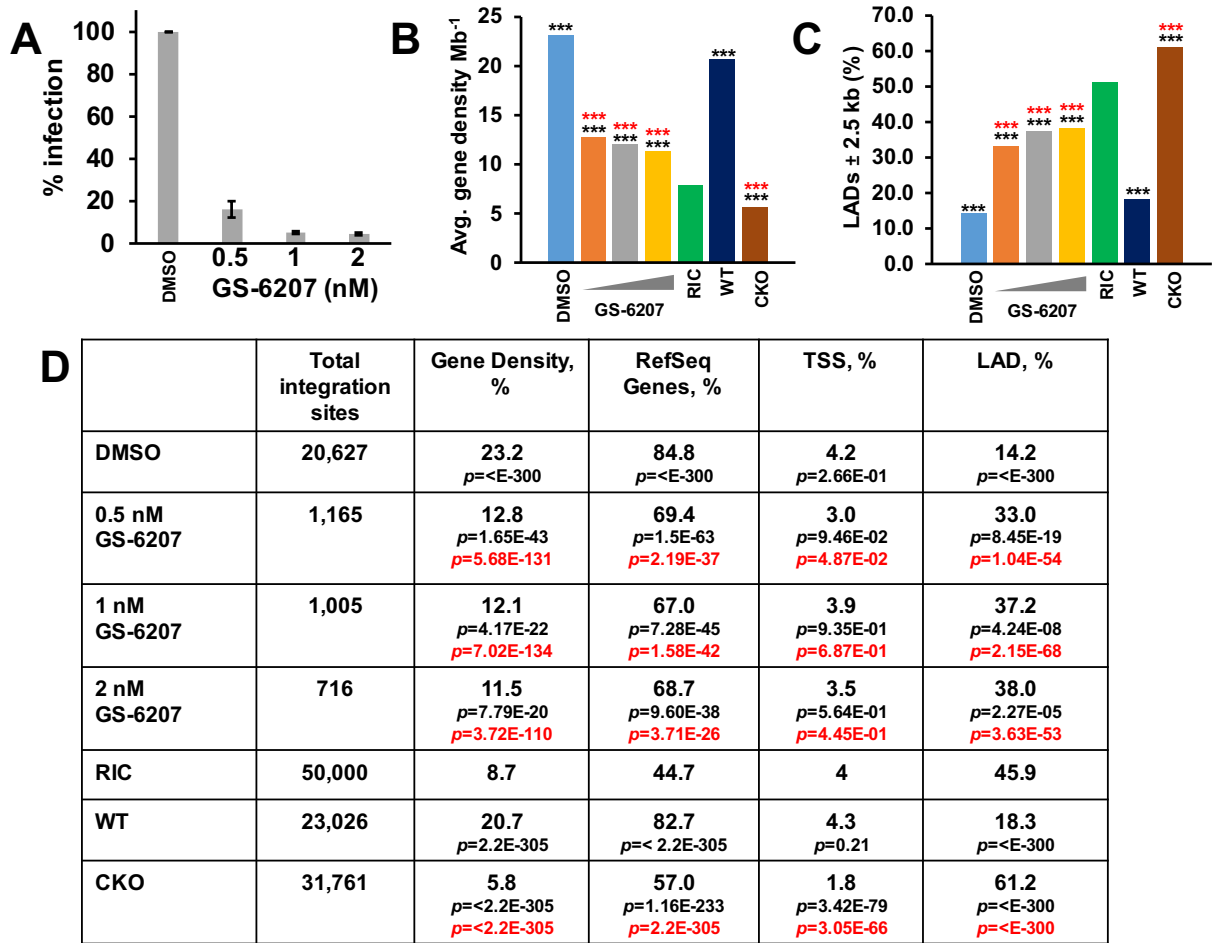 A
% infection
100
80
60
40
20
0
DMSO
0.5
1
2
GS-6207 (nM)
B
Avg. gene density Mb⁻¹
25
20
15
10
5
0
***
***
***
***
***
***
***
***
***
***
DMSO
GS-6207
RIC
WT
CKO
C
LADs ± 2.5 kb (%)
80.0
70.0
60.0
50.0
40.0
30.0
20.0
10.0
0.0
***
***
***
***
***
***
***
***
***
***
DMSO
GS-6207
RIC
WT
CKO
D
Total integration sites
Gene Density, %
RefSeq Genes, %
TSS, %
LAD, %
DMSO
20,627
23.2
p=<E-300
84.8
p=<E-300
4.2
p=2.66E-01
14.2
p=<E-300
0.5 nM
GS-6207
1,165
12.8
p=1.65E-43
p=5.68E-131
69.4
p=1.5E-63
p=2.19E-37
3.0
p=9.46E-02
p=4.87E-02
33.0
p=8.45E-19
p=1.04E-54
1 nM
GS-6207
1,005
12.1
p=4.17E-22
p=7.02E-134
67.0
p=7.28E-45
p=1.58E-42
3.9
p=9.35E-01
p=6.87E-01
37.2
p=4.24E-08
p=2.15E-68
2 nM
GS-6207
716
11.5
p=7.79E-20
p=3.72E-110
68.7
p=9.60E-38
p=3.71E-26
3.5
p=5.64E-01
p=4.45E-01
38.0
p=2.27E-05
p=3.63E-53
RIC
50,000
8.7
44.7
4
45.9
WT
23,026
20.7
p=2.2E-305
82.7
p=< 2.2E-305
4.3
p=0.21
18.3
p=<E-300
CKO
31,761
5.8
p=<2.2E-305
p=<2.2E-305
57.0
p=1.16E-233
p=2.2E-305
1.8
p=3.42E-79
p=3.05E-66
61.2
p=<E-300
p=<E-300